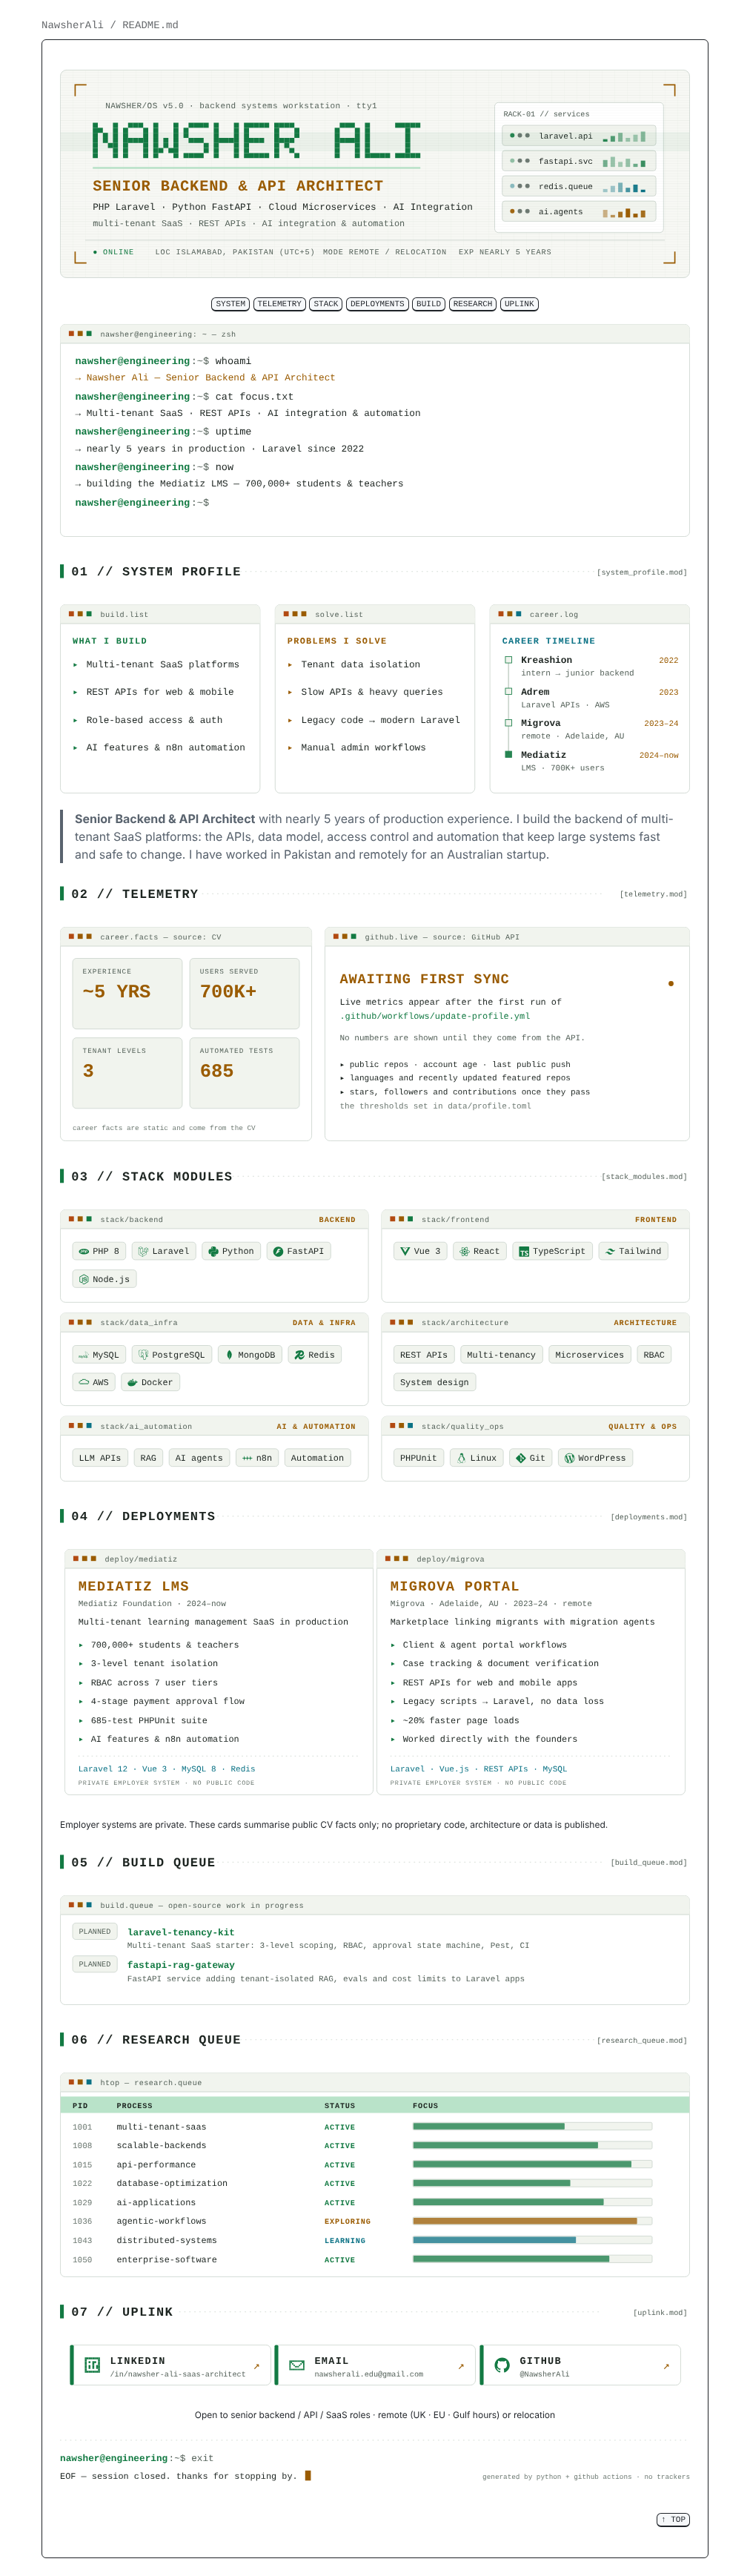 NawsherAli / README.md
NAWSHER/OS v5.0 · backend systems workstation · tty1
NAWSHER ALI
SENIOR BACKEND & API ARCHITECT
PHP Laravel · Python FastAPI · Cloud Microservices · AI Integration
multi-tenant SaaS · REST APIs · AI integration & automation
RACK-01 // services
laravel.api
fastapi.svc
redis.queue
ai.agents
● ONLINE LOC ISLAMABAD, PAKISTAN (UTC+5) MODE REMOTE / RELOCATION EXP NEARLY 5 YEARS
SYSTEM TELEMETRY STACK DEPLOYMENTS BUILD RESEARCH UPLINK
nawsher@engineering: ~ — zsh
nawsher@engineering:~$ whoami
→ Nawsher Ali — Senior Backend & API Architect
nawsher@engineering:~$ cat focus.txt
→ Multi-tenant SaaS · REST APIs · AI integration & automation
nawsher@engineering:~$ uptime
→ nearly 5 years in production · Laravel since 2022
nawsher@engineering:~$ now
→ building the Mediatiz LMS — 700,000+ students & teachers
nawsher@engineering:~$
01 // SYSTEM PROFILE [system_profile.mod]
build.list
WHAT I BUILD
▸ Multi-tenant SaaS platforms
▸ REST APIs for web & mobile
▸ Role-based access & auth
▸ AI features & n8n automation
solve.list
PROBLEMS I SOLVE
▸ Tenant data isolation
▸ Slow APIs & heavy queries
▸ Legacy code → modern Laravel
▸ Manual admin workflows
career.log
CAREER TIMELINE
Kreashion 2022
intern → junior backend
Adrem 2023
Laravel APIs · AWS
Migrova 2023–24
remote · Adelaide, AU
Mediatiz 2024–now
LMS · 700K+ users
Senior Backend & API Architect with nearly 5 years of production experience. I build the backend of multi-
tenant SaaS platforms: the APIs, data model, access control and automation that keep large systems fast
and safe to change. I have worked in Pakistan and remotely for an Australian startup.
02 // TELEMETRY [telemetry.mod]
career.facts — source: CV
EXPERIENCE
~5 YRS
USERS SERVED
700K+
TENANT LEVELS
3
AUTOMATED TESTS
685
career facts are static and come from the CV
github.live — source: GitHub API
AWAITING FIRST SYNC
Live metrics appear after the first run of
.github/workflows/update-profile.yml
No numbers are shown until they come from the API.
▸ public repos · account age · last public push
▸ languages and recently updated featured repos
▸ stars, followers and contributions once they pass
the thresholds set in data/profile.toml
03 // STACK MODULES [stack_modules.mod]
stack/backend BACKEND
PHP 8 Laravel Python FastAPI
Node.js
stack/frontend FRONTEND
Vue 3 React TypeScript Tailwind
stack/data_infra DATA & INFRA
MySQL PostgreSQL MongoDB Redis
AWS Docker
stack/architecture ARCHITECTURE
REST APIs Multi-tenancy Microservices RBAC
System design
stack/ai_automation AI & AUTOMATION
LLM APIs RAG AI agents n8n Automation
stack/quality_ops QUALITY & OPS
PHPUnit Linux Git WordPress
04 // DEPLOYMENTS [deployments.mod]
deploy/mediatiz
MEDIATIZ LMS
Mediatiz Foundation · 2024–now
Multi-tenant learning management SaaS in production
▸ 700,000+ students & teachers
▸ 3-level tenant isolation
▸ RBAC across 7 user tiers
▸ 4-stage payment approval flow
▸ 685-test PHPUnit suite
▸ AI features & n8n automation
Laravel 12 · Vue 3 · MySQL 8 · Redis
PRIVATE EMPLOYER SYSTEM · NO PUBLIC CODE
deploy/migrova
MIGROVA PORTAL
Migrova · Adelaide, AU · 2023–24 · remote
Marketplace linking migrants with migration agents
▸ Client & agent portal workflows
▸ Case tracking & document verification
▸ REST APIs for web and mobile apps
▸ Legacy scripts → Laravel, no data loss
▸ ~20% faster page loads
▸ Worked directly with the founders
Laravel · Vue.js · REST APIs · MySQL
PRIVATE EMPLOYER SYSTEM · NO PUBLIC CODE
Employer systems are private. These cards summarise public CV facts only; no proprietary code, architecture or data is published.
05 // BUILD QUEUE [build_queue.mod]
build.queue — open-source work in progress
PLANNED laravel-tenancy-kit
Multi-tenant SaaS starter: 3-level scoping, RBAC, approval state machine, Pest, CI
PLANNED fastapi-rag-gateway
FastAPI service adding tenant-isolated RAG, evals and cost limits to Laravel apps
06 // RESEARCH QUEUE [research_queue.mod]
htop — research.queue
PID PROCESS STATUS FOCUS
1001 multi-tenant-saas ACTIVE
1008 scalable-backends ACTIVE
1015 api-performance ACTIVE
1022 database-optimization ACTIVE
1029 ai-applications ACTIVE
1036 agentic-workflows EXPLORING
1043 distributed-systems LEARNING
1050 enterprise-software ACTIVE
07 // UPLINK [uplink.mod]
LINKEDIN ↗
/in/nawsher-ali-saas-architect
EMAIL ↗
nawsherali.edu@gmail.com
GITHUB ↗
@NawsherAli
Open to senior backend / API / SaaS roles · remote (UK · EU · Gulf hours) or relocation
nawsher@engineering:~$ exit
EOF — session closed. thanks for stopping by.
generated by python + github actions · no trackers
↑ TOP